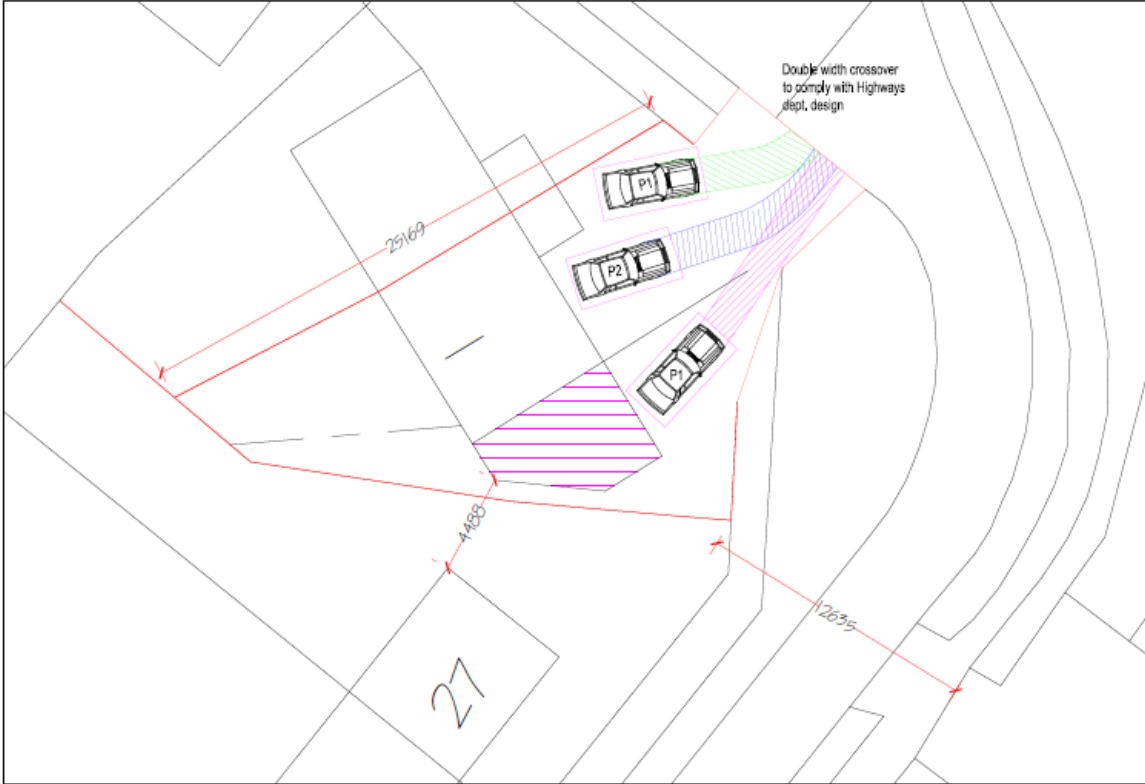 Double width crossover
to comply with Highways
dept. design
P1
25169
P2
P1
4488
12635
27